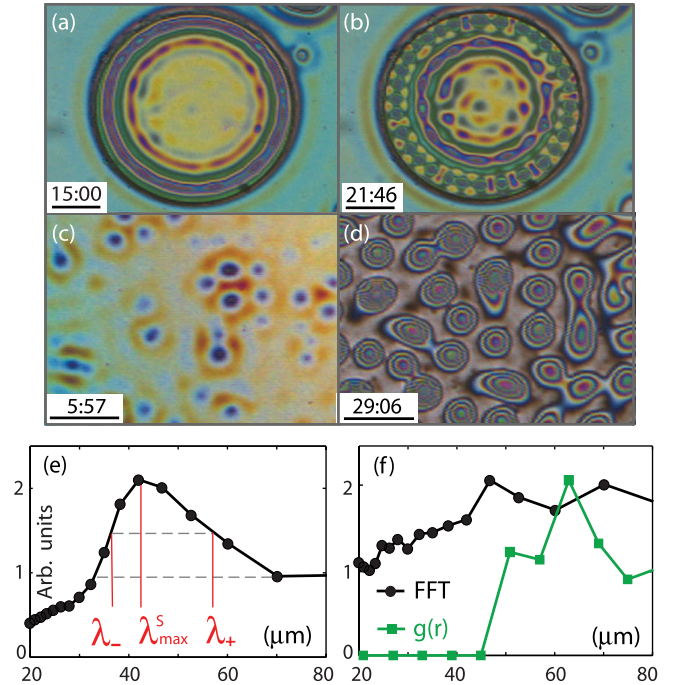 (a)
(b)
15:00
21:46
(c)
(d)
5:57
29:06
(e)
(f)
2
1
0
Arb. units
λ₋ λˢmax λ₊
(μm)
20 40 60 80
2
1
0
FFT
g(r)
(μm)
20 40 60 80